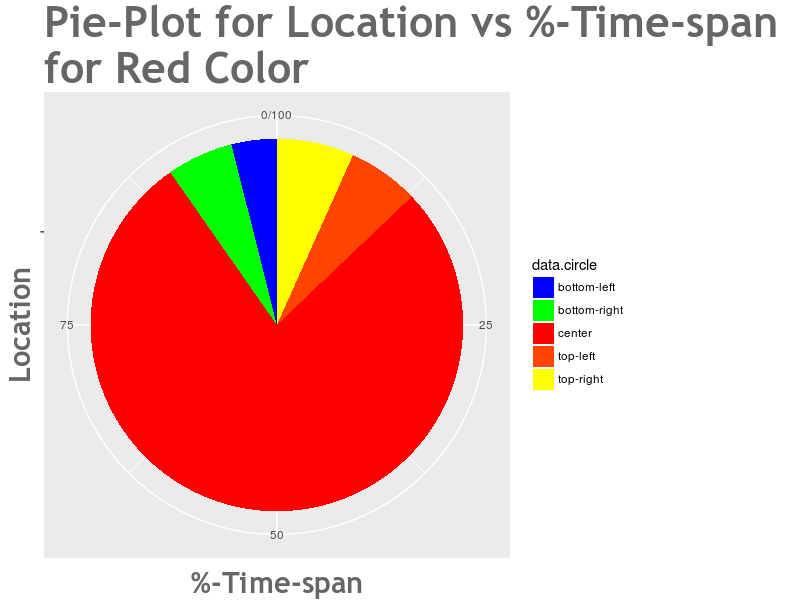 Pie-Plot for Location vs %-Time-span
for Red Color
0/100
25
50
75
Location
%-Time-span
data.circle
bottom-left
bottom-right
center
top-left
top-right